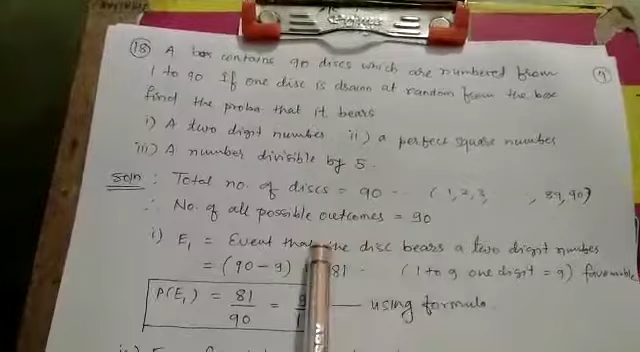 (18) A box contains 90 discs which are numbered from
1 to 90 If one disc is drawn at random from the box
find the proba that it bears
i) A two digit number ii) a perfect square number
iii) A number divisible by 5.
Soln : Total no. of discs = 90 -- (1, 2, 3, , 89, 90)
∴ No. of all possible outcomes = 90
i) E₁ = Event that the disc bears a two digit number
= (90 - 9) 81 - (1 to 9 one digit = 9) favourable
P(E₁) = 81/90 = using formula.